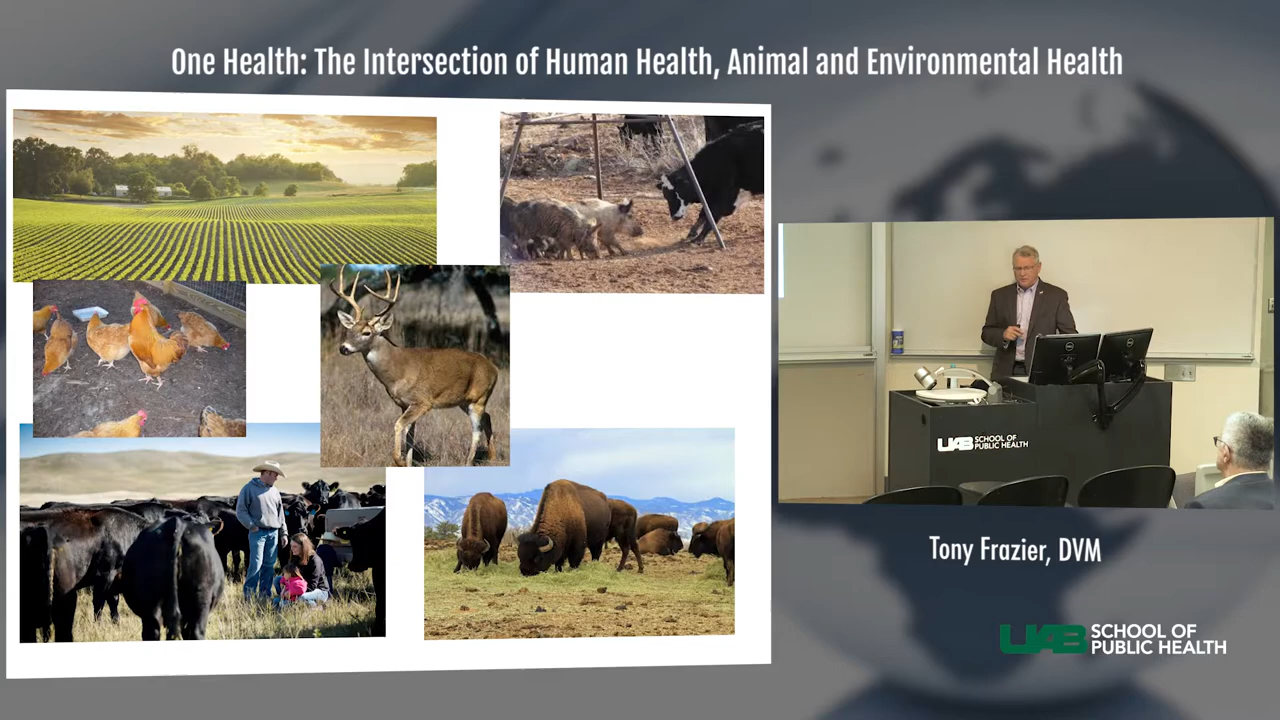 One Health: The Intersection of Human Health, Animal and Environmental Health
UAB SCHOOL OF
PUBLIC HEALTH
Tony Frazier, DVM
UAB SCHOOL OF
PUBLIC HEALTH